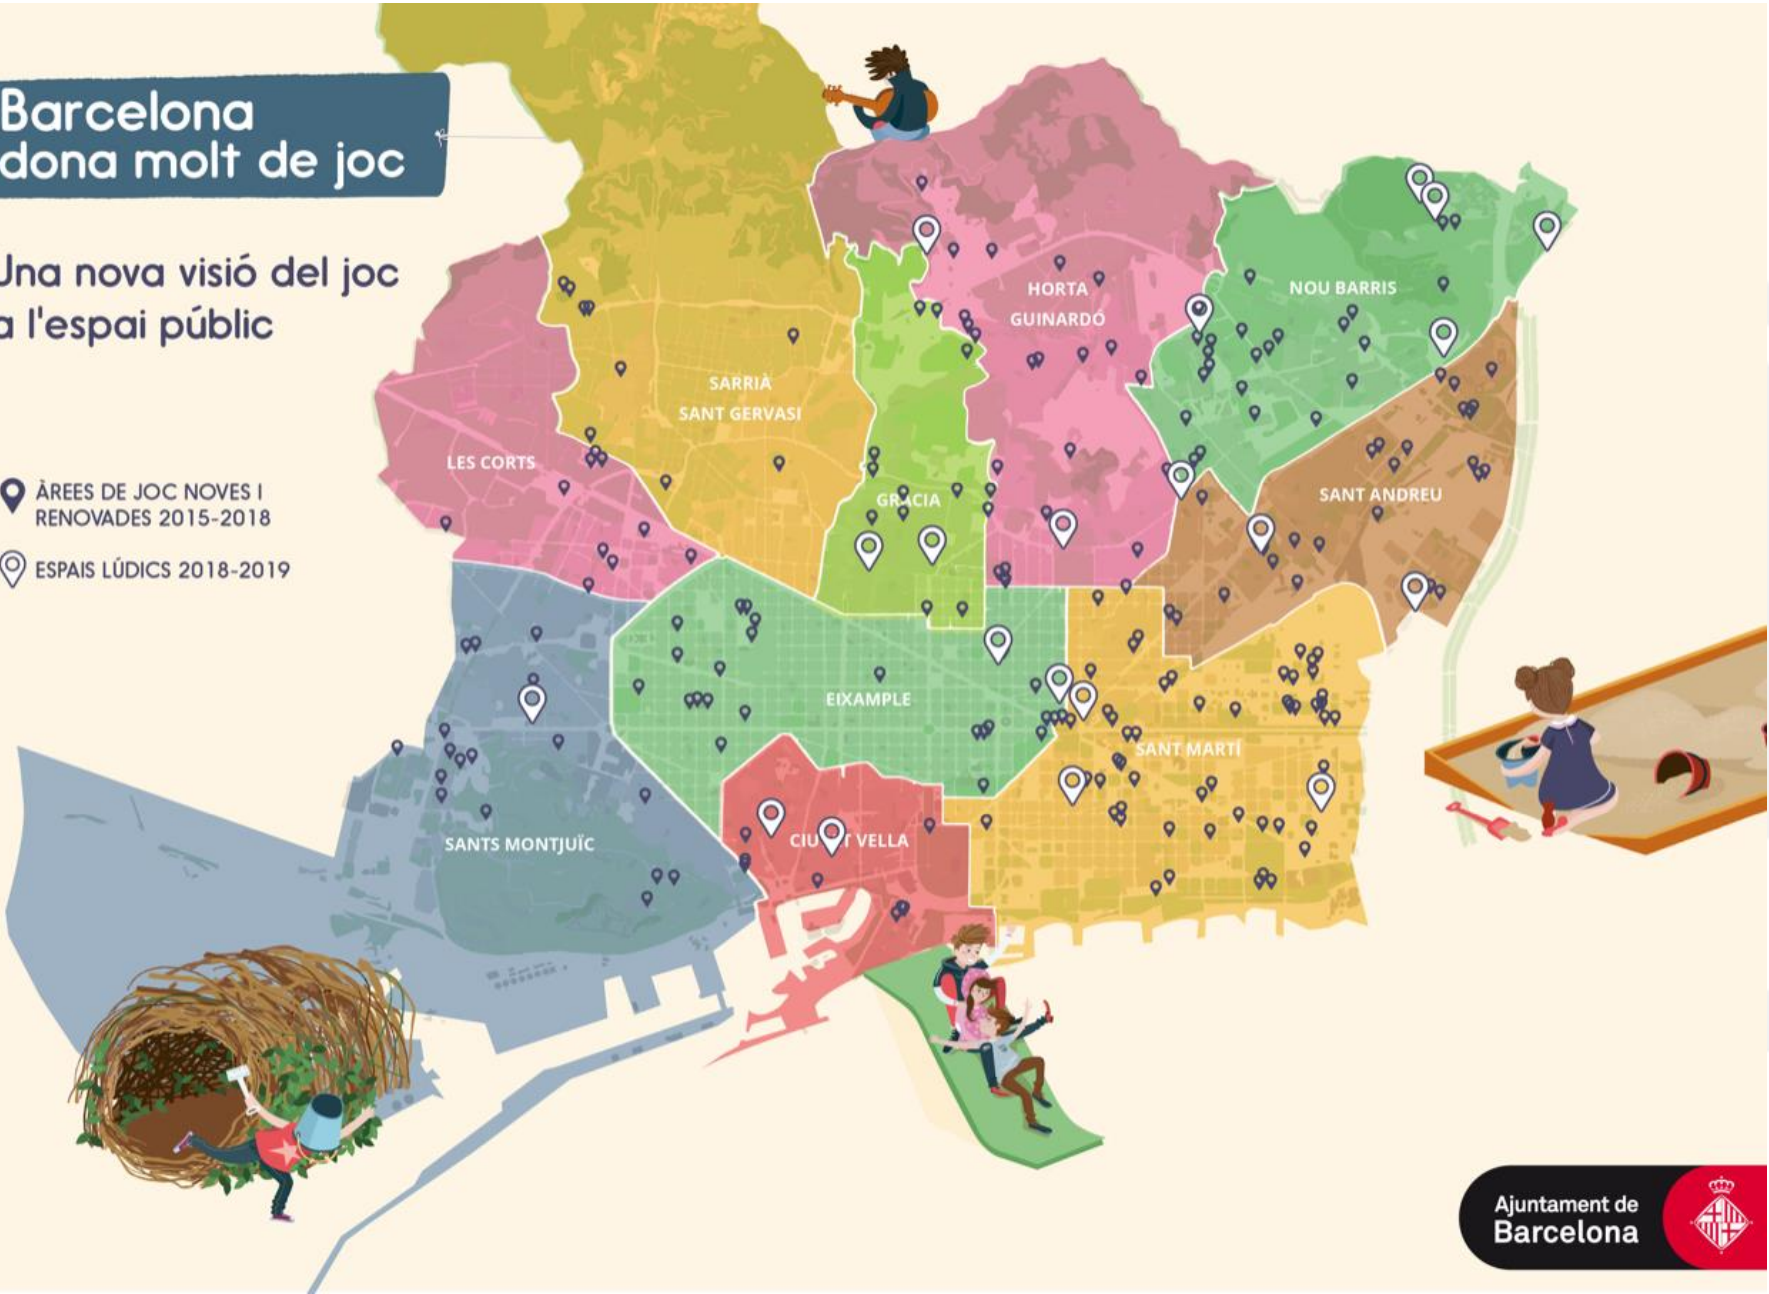 Barcelona
dona molt de joc
Una nova visió del joc
a l'espai públic
ÀREES DE JOC NOVES I
RENOVADES 2015-2018
ESPAIS LÚDICS 2018-2019
HORTA
GUINARDÓ
NOU BARRIS
SARRIÀ
SANT GERVASI
LES CORTS
GRÀCIA
SANT ANDREU
EIXAMPLE
SANT MARTÍ
SANTS MONTJUÏC
CIUTAT VELLA
Ajuntament de
Barcelona